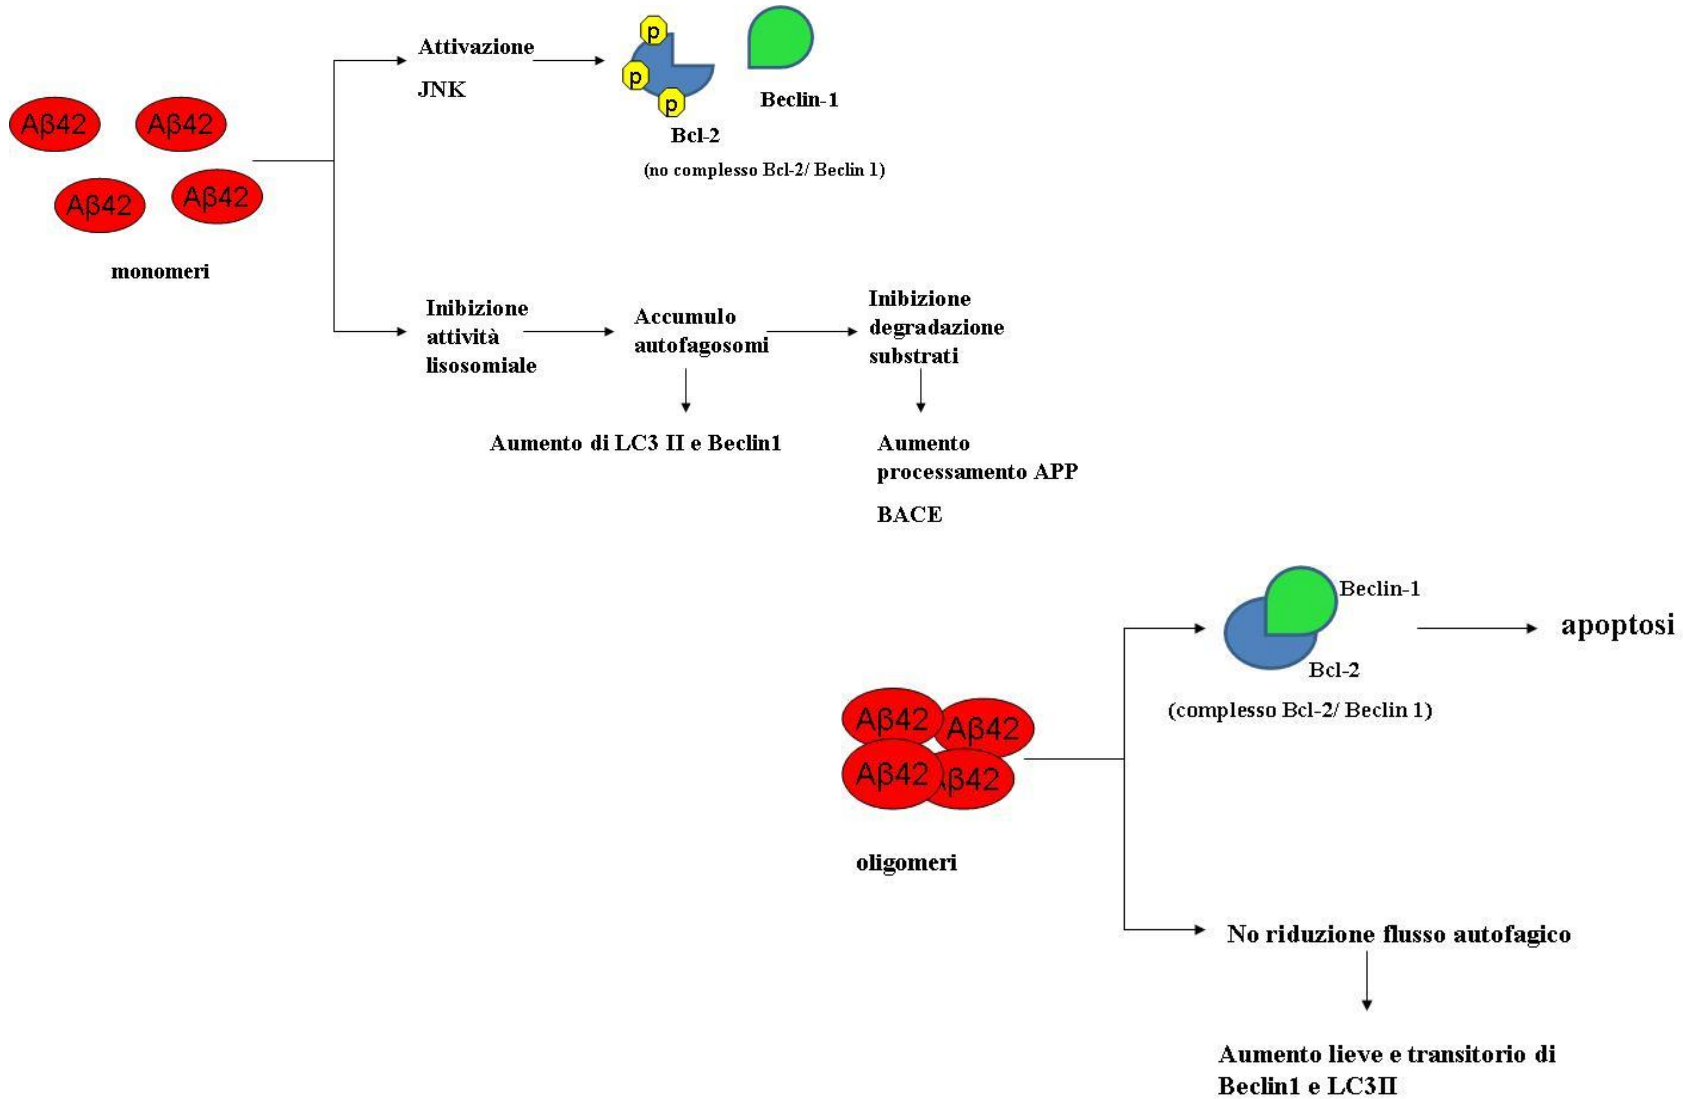 Attivazione
JNK
p
p
p
Bcl-2
Beclin-1
(no complesso Bcl-2/ Beclin 1)
Aβ42
Aβ42
Aβ42
Aβ42
monomeri
Inibizione
attività
lisosomiale
Accumulo
autofagosomi
Inibizione
degradazione
substrati
Aumento di LC3 II e Beclin1
Aumento
processamento APP
BACE
Beclin-1
Bcl-2
(complesso Bcl-2/ Beclin 1)
apoptosi
Aβ42
Aβ42
Aβ42
Aβ42
oligomeri
No riduzione flusso autofagico
Aumento lieve e transitorio di
Beclin1 e LC3II